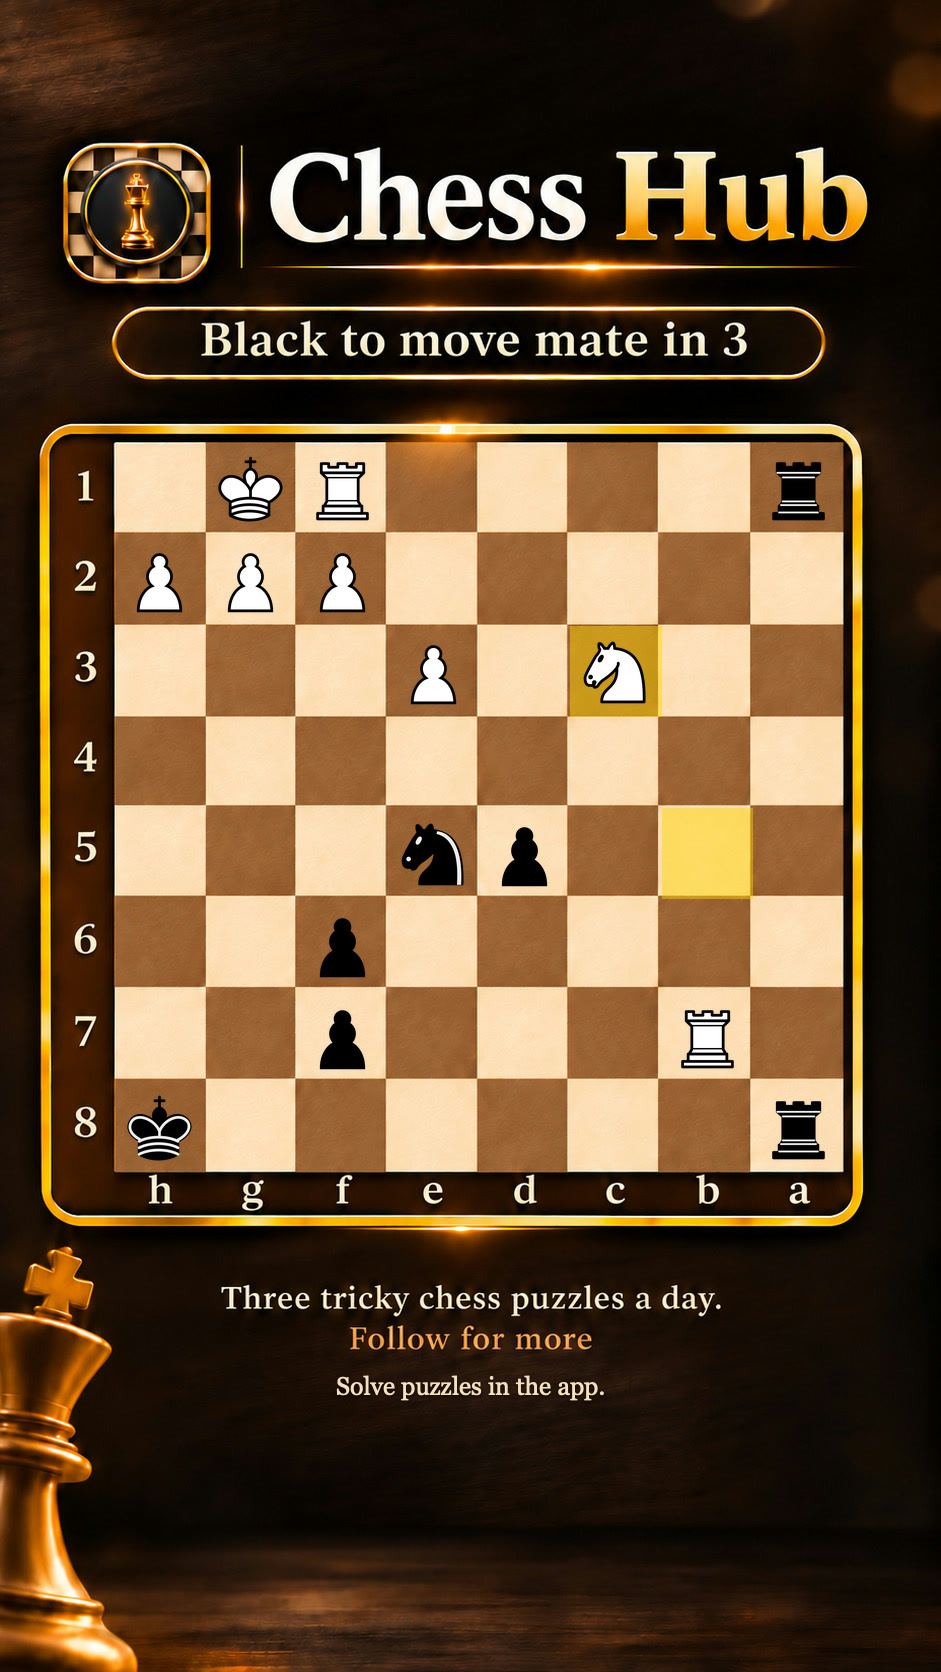 Chess Hub
Black to move mate in 3
1
2
3
4
5
6
7
8
h g f e d c b a
Three tricky chess puzzles a day.
Follow for more
Solve puzzles in the app.